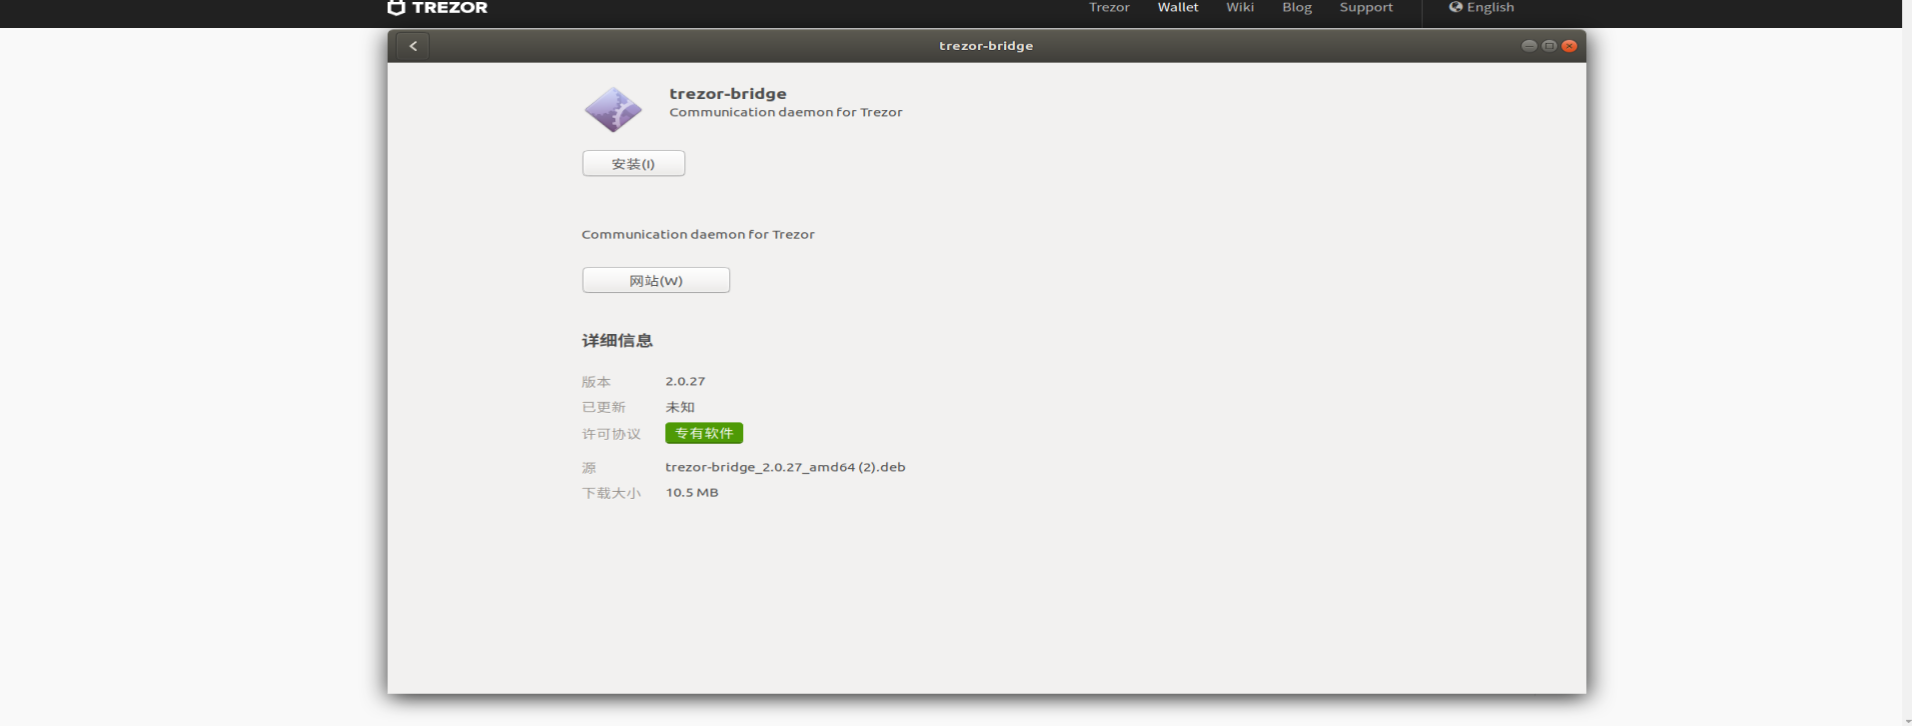 TREZOR
Trezor Wallet Wiki Blog Support English
trezor-bridge
trezor-bridge
Communication daemon for Trezor
安装(I)
Communication daemon for Trezor
网站(W)
详细信息
版本 2.0.27
已更新 未知
许可协议 专有软件
源 trezor-bridge_2.0.27_amd64 (2).deb
下载大小 10.5 MB